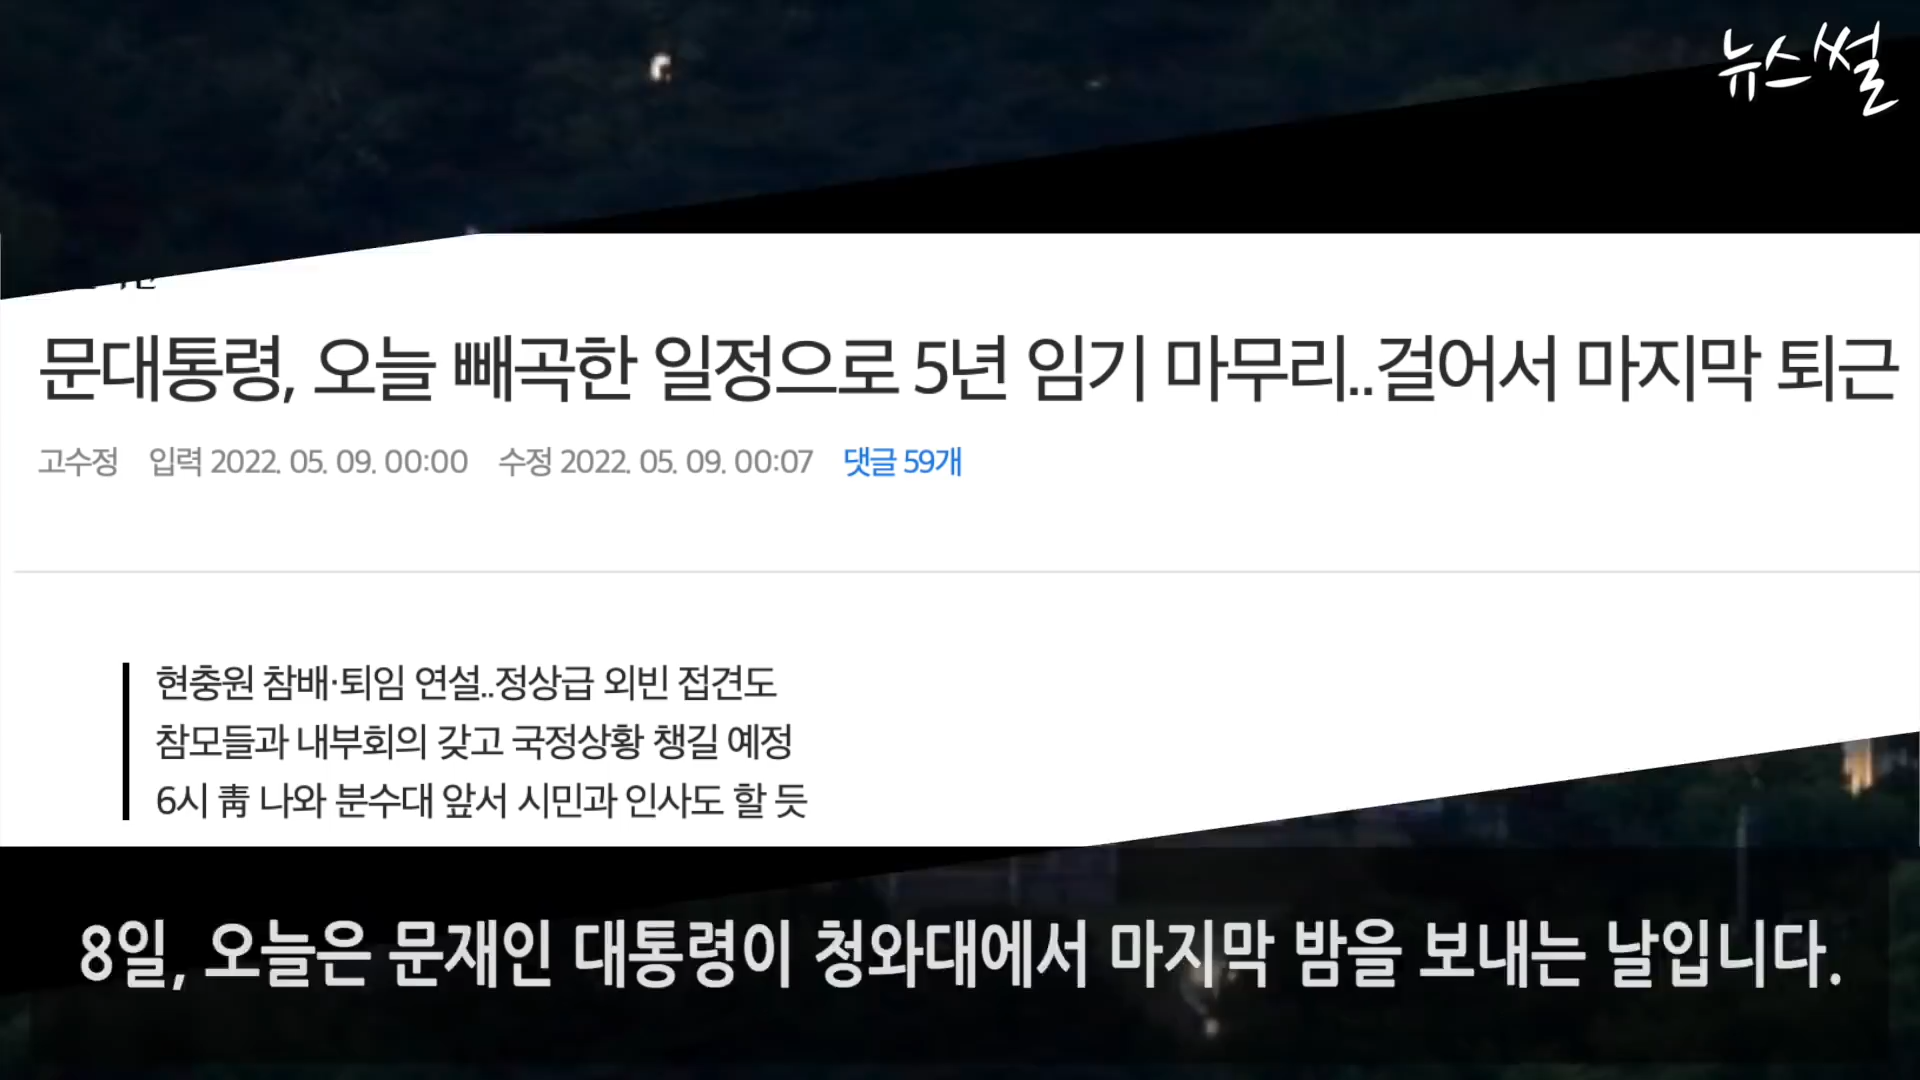 뉴스썰
문대통령, 오늘 빼곡한 일정으로 5년 임기 마무리..걸어서 마지막 퇴근
고수정 입력 2022. 05. 09. 00:00 수정 2022. 05. 09. 00:07 댓글 59개
현충원 참배·퇴임 연설..정상급 외빈 접견도
참모들과 내부회의 갖고 국정상황 챙길 예정
6시 靑 나와 분수대 앞서 시민과 인사도 할 듯
8일, 오늘은 문재인 대통령이 청와대에서 마지막 밤을 보내는 날입니다.